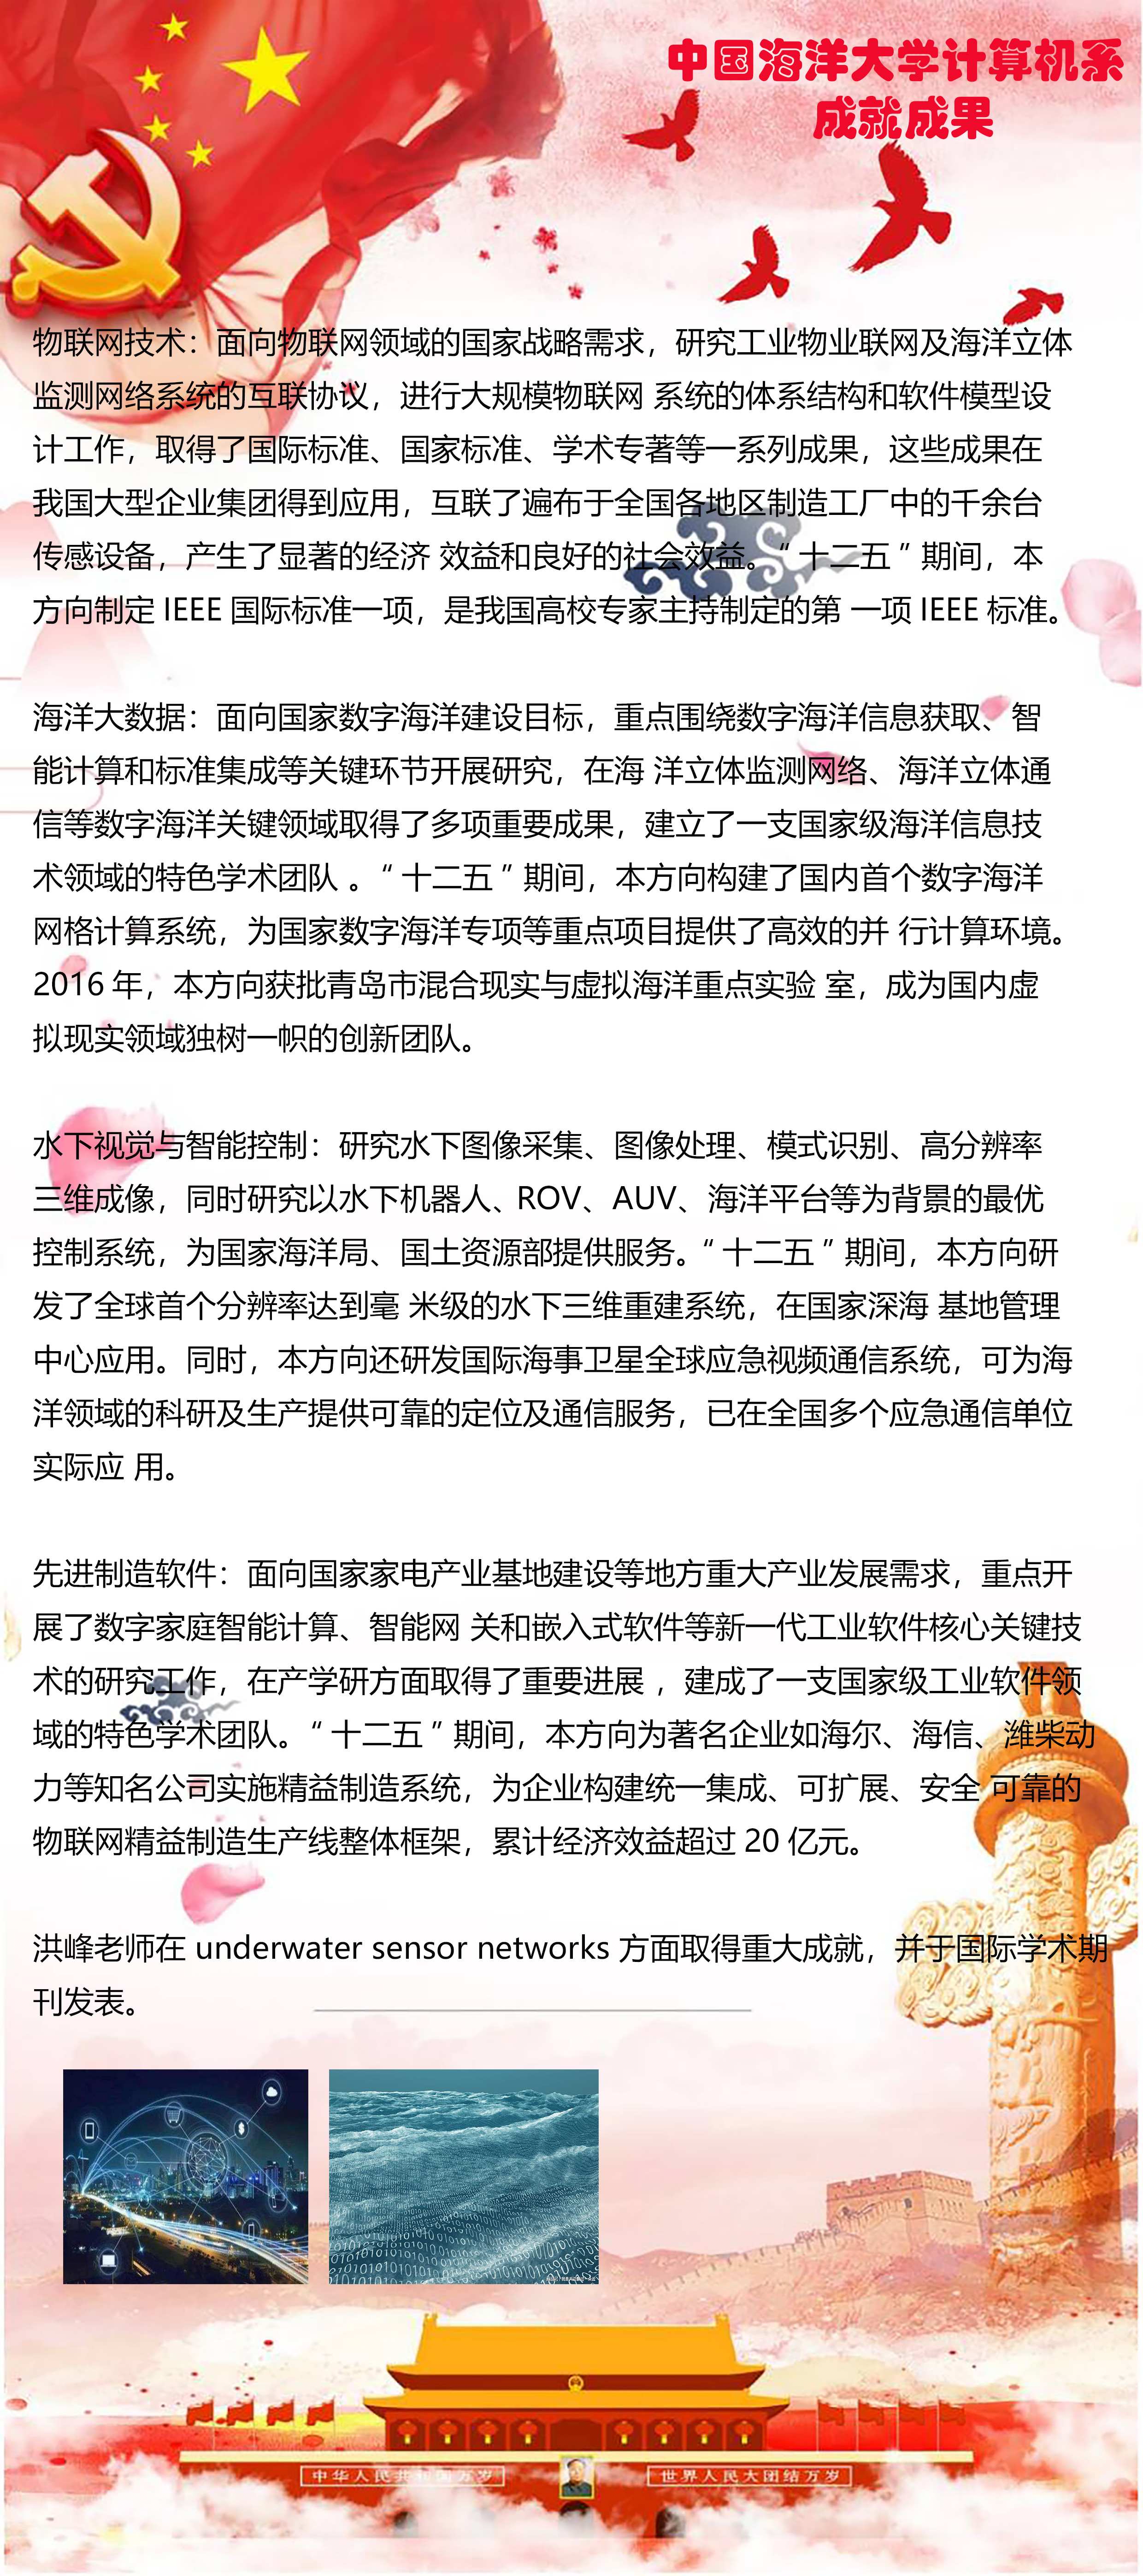 中国海洋大学计算机系
成就成果
物联网技术：面向物联网领域的国家战略需求，研究工业物业联网及海洋立体
监测网络系统的互联协议，进行大规模物联网 系统的体系结构和软件模型设
计工作，取得了国际标准、国家标准、学术专著等一系列成果，这些成果在
我国大型企业集团得到应用，互联了遍布于全国各地区制造工厂中的千余台
传感设备，产生了显著的经济 效益和良好的社会效益。“ 十二五 ”期间，本
方向制定 IEEE 国际标准一项，是我国高校专家主持制定的第 一项 IEEE 标准。
海洋大数据：面向国家数字海洋建设目标，重点围绕数字海洋信息获取、智
能计算和标准集成等关键环节开展研究，在海 洋立体监测网络、海洋立体通
信等数字海洋关键领域取得了多项重要成果，建立了一支国家级海洋信息技
术领域的特色学术团队 。“ 十二五 ”期间，本方向构建了国内首个数字海洋
网格计算系统，为国家数字海洋专项等重点项目提供了高效的并 行计算环境。
2016 年，本方向获批青岛市混合现实与虚拟海洋重点实验 室，成为国内虚
拟现实领域独树一帜的创新团队。
水下视觉与智能控制：研究水下图像采集、图像处理、模式识别、高分辨率
三维成像，同时研究以水下机器人、ROV、AUV、海洋平台等为背景的最优
控制系统，为国家海洋局、国土资源部提供服务。“ 十二五 ”期间，本方向研
发了全球首个分辨率达到毫 米级的水下三维重建系统，在国家深海 基地管理
中心应用。同时，本方向还研发国际海事卫星全球应急视频通信系统，可为海
洋领域的科研及生产提供可靠的定位及通信服务，已在全国多个应急通信单位
实际应 用。
先进制造软件：面向国家家电产业基地建设等地方重大产业发展需求，重点开
展了数字家庭智能计算、智能网 关和嵌入式软件等新一代工业软件核心关键技
术的研究工作，在产学研方面取得了重要进展 ，建成了一支国家级工业软件领
域的特色学术团队。“ 十二五 ”期间，本方向为著名企业如海尔、海信、潍柴动
力等知名公司实施精益制造系统，为企业构建统一集成、可扩展、安全 可靠的
物联网精益制造生产线整体框架，累计经济效益超过 20 亿元。
洪峰老师在 underwater sensor networks 方面取得重大成就，并于国际学术期
刊发表。
中华人民共和国万岁
世界人民大团结万岁